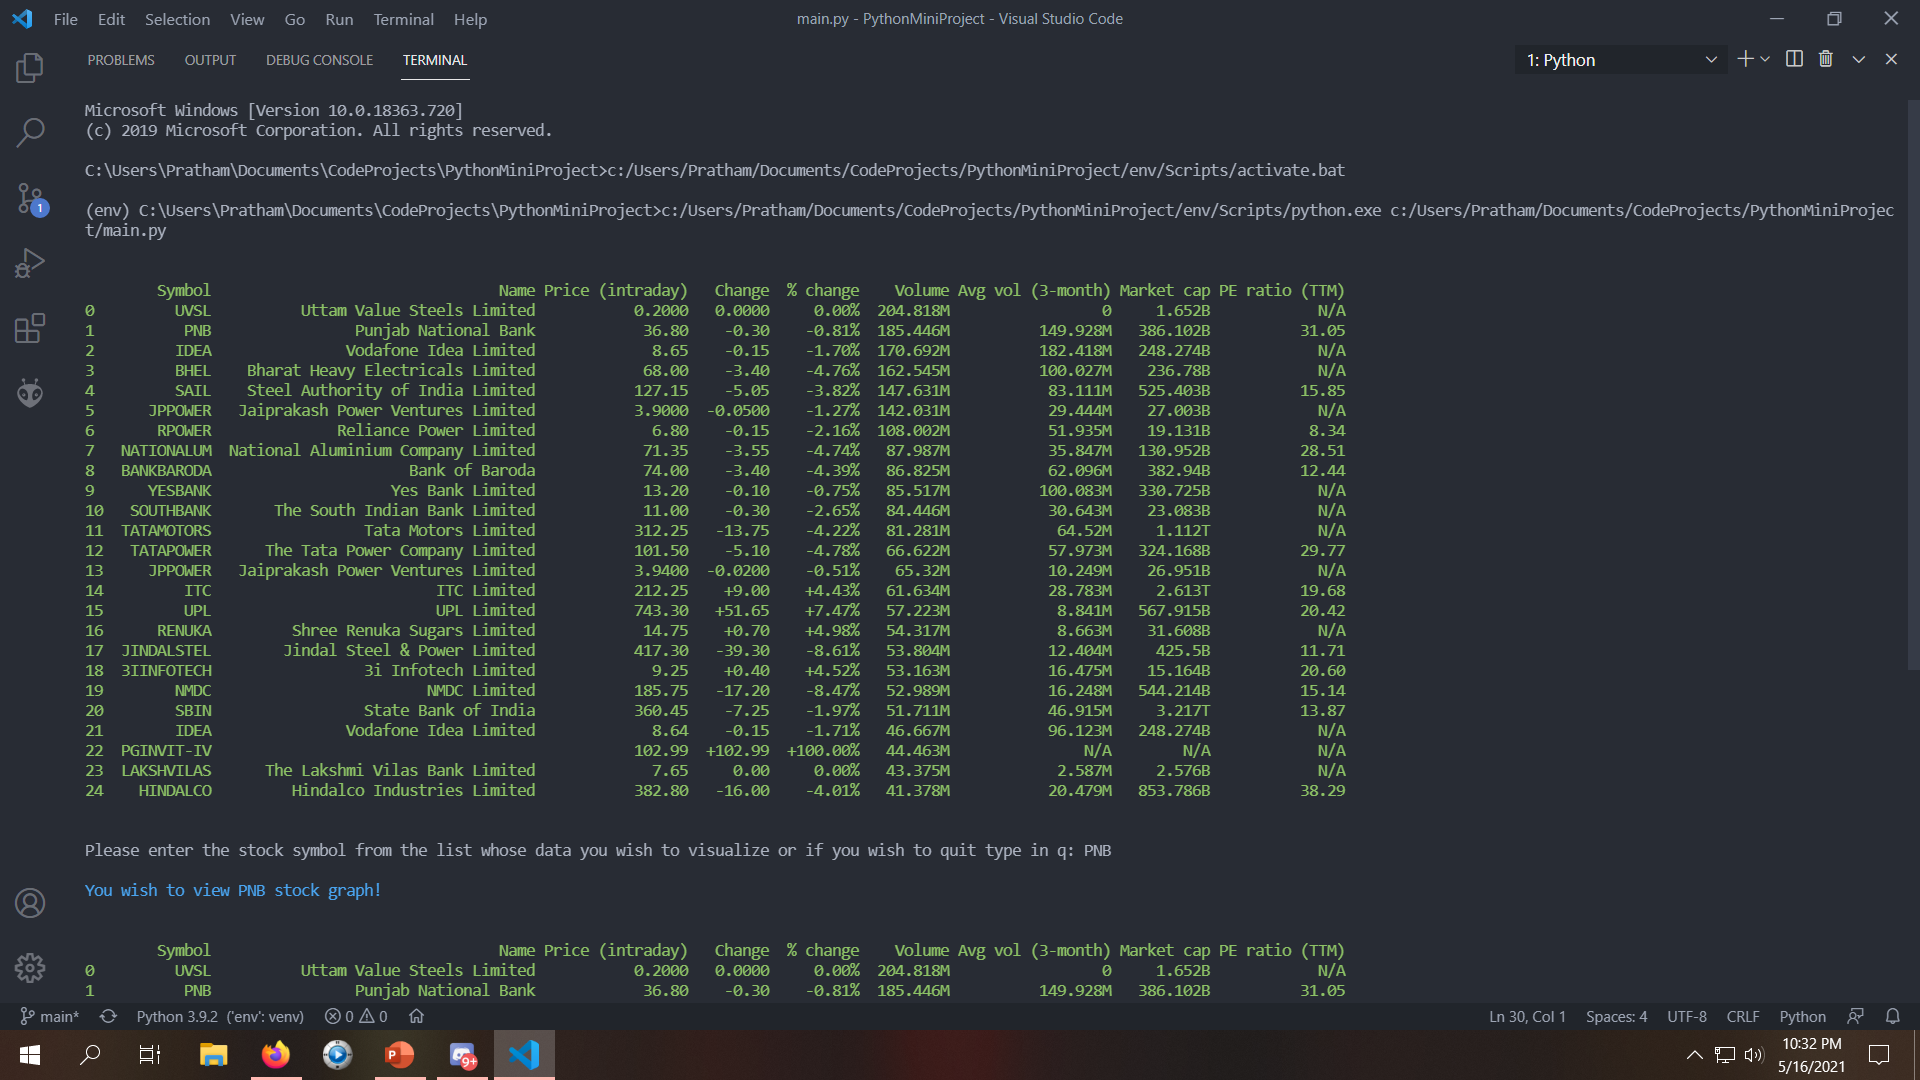 File Edit Selection View Go Run Terminal Help
main.py - PythonMiniProject - Visual Studio Code
PROBLEMS OUTPUT DEBUG CONSOLE TERMINAL
1: Python
Microsoft Windows [Version 10.0.18363.720]
(c) 2019 Microsoft Corporation. All rights reserved.
C:\Users\Pratham\Documents\CodeProjects\PythonMiniProject>c:/Users/Pratham/Documents/CodeProjects/PythonMiniProject/env/Scripts/activate.bat
(env) C:\Users\Pratham\Documents\CodeProjects\PythonMiniProject>c:/Users/Pratham/Documents/CodeProjects/PythonMiniProject/env/Scripts/python.exe c:/Users/Pratham/Documents/CodeProjects/PythonMiniProjec
t/main.py
Symbol Name Price (intraday) Change % change Volume Avg vol (3-month) Market cap PE ratio (TTM)
0 UVSL Uttam Value Steels Limited 0.2000 0.0000 0.00% 204.818M 0 1.652B N/A
1 PNB Punjab National Bank 36.80 -0.30 -0.81% 185.446M 149.928M 386.102B 31.05
2 IDEA Vodafone Idea Limited 8.65 -0.15 -1.70% 170.692M 182.418M 248.274B N/A
3 BHEL Bharat Heavy Electricals Limited 68.00 -3.40 -4.76% 162.545M 100.027M 236.78B N/A
4 SAIL Steel Authority of India Limited 127.15 -5.05 -3.82% 147.631M 83.111M 525.403B 15.85
5 JPPOWER Jaiprakash Power Ventures Limited 3.9000 -0.0500 -1.27% 142.031M 29.444M 27.003B N/A
6 RPOWER Reliance Power Limited 6.80 -0.15 -2.16% 108.002M 51.935M 19.131B 8.34
7 NATIONALUM National Aluminium Company Limited 71.35 -3.55 -4.74% 87.987M 35.847M 130.952B 28.51
8 BANKBARODA Bank of Baroda 74.00 -3.40 -4.39% 86.825M 62.096M 382.94B 12.44
9 YESBANK Yes Bank Limited 13.20 -0.10 -0.75% 85.517M 100.083M 330.725B N/A
10 SOUTHBANK The South Indian Bank Limited 11.00 -0.30 -2.65% 84.446M 30.643M 23.083B N/A
11 TATAMOTORS Tata Motors Limited 312.25 -13.75 -4.22% 81.281M 64.52M 1.112T N/A
12 TATAPOWER The Tata Power Company Limited 101.50 -5.10 -4.78% 66.622M 57.973M 324.168B 29.77
13 JPPOWER Jaiprakash Power Ventures Limited 3.9400 -0.0200 -0.51% 65.32M 10.249M 26.951B N/A
14 ITC ITC Limited 212.25 +9.00 +4.43% 61.634M 28.783M 2.613T 19.68
15 UPL UPL Limited 743.30 +51.65 +7.47% 57.223M 8.841M 567.915B 20.42
16 RENUKA Shree Renuka Sugars Limited 14.75 +0.70 +4.98% 54.317M 8.663M 31.608B N/A
17 JINDALSTEL Jindal Steel & Power Limited 417.30 -39.30 -8.61% 53.804M 12.404M 425.5B 11.71
18 3IINFOTECH 3i Infotech Limited 9.25 +0.40 +4.52% 53.163M 16.475M 15.164B 20.60
19 NMDC NMDC Limited 185.75 -17.20 -8.47% 52.989M 16.248M 544.214B 15.14
20 SBIN State Bank of India 360.45 -7.25 -1.97% 51.711M 46.915M 3.217T 13.87
21 IDEA Vodafone Idea Limited 8.64 -0.15 -1.71% 46.667M 96.123M 248.274B N/A
22 PGINVIT-IV 102.99 +102.99 +100.00% 44.463M N/A N/A N/A
23 LAKSHVILAS The Lakshmi Vilas Bank Limited 7.65 0.00 0.00% 43.375M 2.587M 2.576B N/A
24 HINDALCO Hindalco Industries Limited 382.80 -16.00 -4.01% 41.378M 20.479M 853.786B 38.29
Please enter the stock symbol from the list whose data you wish to visualize or if you wish to quit type in q: PNB
You wish to view PNB stock graph!
Symbol Name Price (intraday) Change % change Volume Avg vol (3-month) Market cap PE ratio (TTM)
0 UVSL Uttam Value Steels Limited 0.2000 0.0000 0.00% 204.818M 0 1.652B N/A
1 PNB Punjab National Bank 36.80 -0.30 -0.81% 185.446M 149.928M 386.102B 31.05
1
main* Python 3.9.2 ('env': venv) 0 0 Ln 30, Col 1 Spaces: 4 UTF-8 CRLF Python
P 9+
10:32 PM
5/16/2021